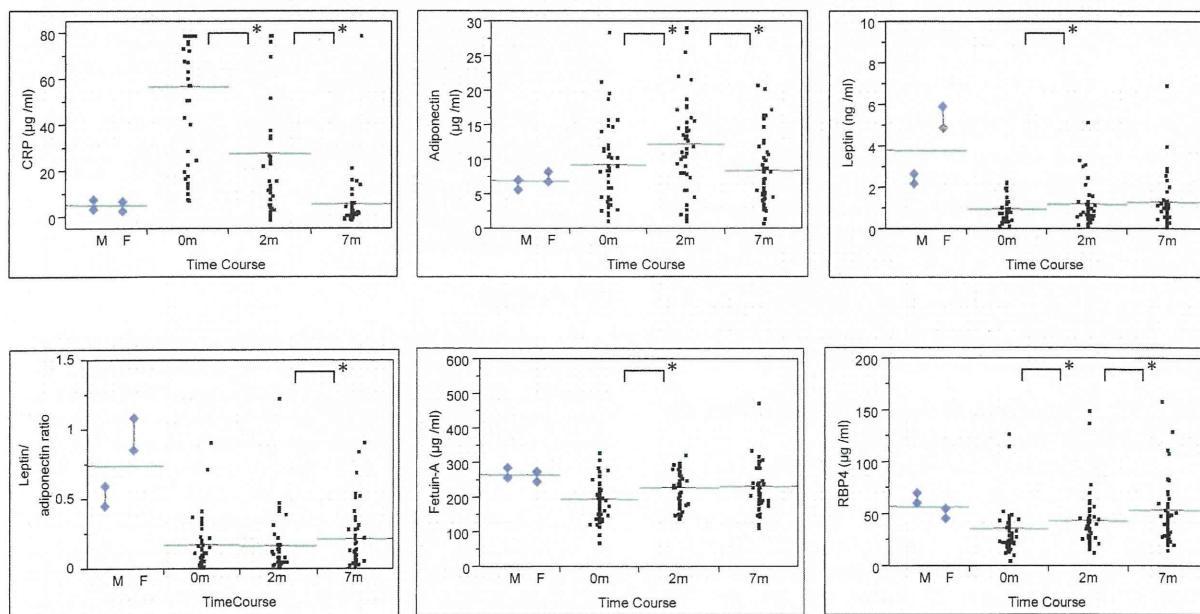 80
60
40
20
0
CRP (µg /ml)
* *
M F 0m 2m 7m
Time Course
30
25
20
15
10
5
0
Adiponectin
(µg /ml)
* *
M F 0m 2m 7m
Time Course
10
8
6
4
2
0
Leptin (ng /ml)
*
M F 0m 2m 7m
Time Course
1.5
1
0.5
0
Leptin/
adiponectin ratio
*
M F 0m 2m 7m
TimeCourse
600
500
400
300
200
100
0
Fetuin-A (µg /ml)
*
M F 0m 2m 7m
Time Course
200
150
100
50
0
RBP4 (µg /ml)
* *
M F 0m 2m 7m
Time Course